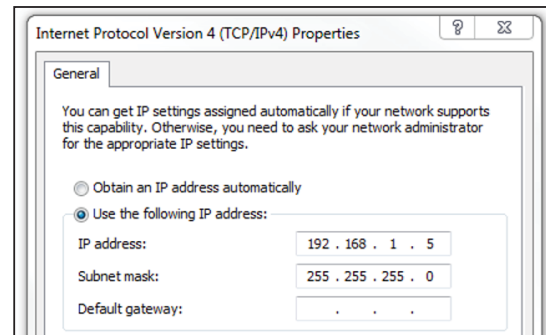 Internet Protocol Version 4 (TCP/IPv4) Properties
General
You can get IP settings assigned automatically if your network supports
this capability. Otherwise, you need to ask your network administrator
for the appropriate IP settings.
Obtain an IP address automatically
Use the following IP address:
IP address: 192 . 168 . 1 . 5
Subnet mask: 255 . 255 . 255 . 0
Default gateway: . . .